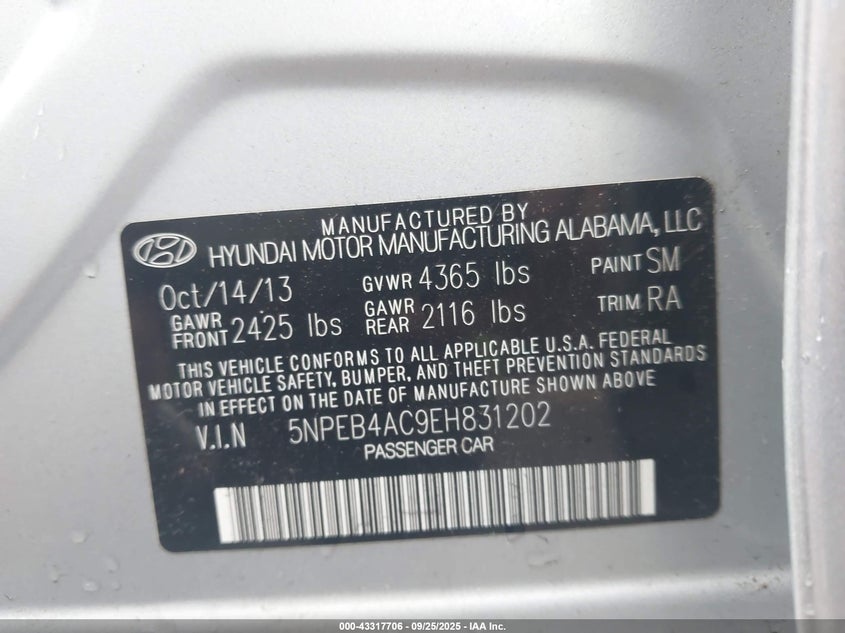 MANUFACTURED BY
HYUNDAI MOTOR MANUFACTURING ALABAMA, LLC
Oct/14/13 GVWR 4365 lbs PAINT SM
GAWR FRONT 2425 lbs GAWR REAR 2116 lbs TRIM RA
THIS VEHICLE CONFORMS TO ALL APPLICABLE U.S.A. FEDERAL
MOTOR VEHICLE SAFETY, BUMPER, AND THEFT PREVENTION STANDARDS
IN EFFECT ON THE DATE OF MANUFACTURE SHOWN ABOVE
V.I.N 5NPEB4AC9EH831202
PASSENGER CAR
000-43317706 - 09/25/2025 - IAA Inc.